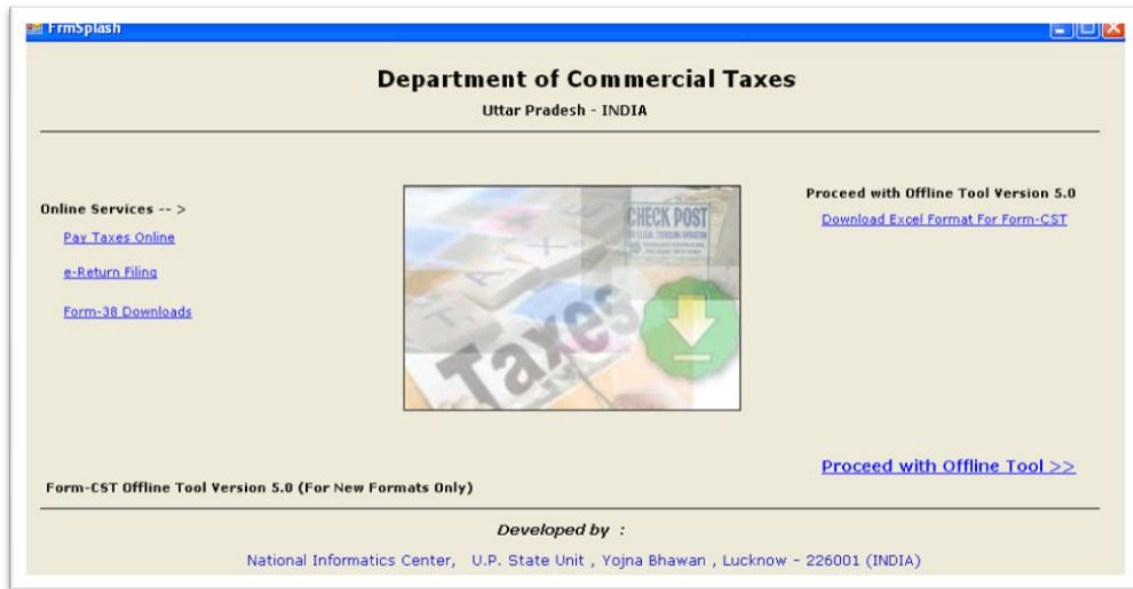 FrmSplash
Department of Commercial Taxes
Uttar Pradesh - INDIA
Online Services -- >
Pay Taxes Online
e-Return Filing
Form-38 Downloads
CHECK POST
Taxes
Proceed with Offline Tool Version 5.0
Download Excel Format For Form-CST
Proceed with Offline Tool >>
Form-CST Offline Tool Version 5.0 (For New Formats Only)
Developed by :
National Informatics Center, U.P. State Unit , Yojna Bhawan , Lucknow - 226001 (INDIA)